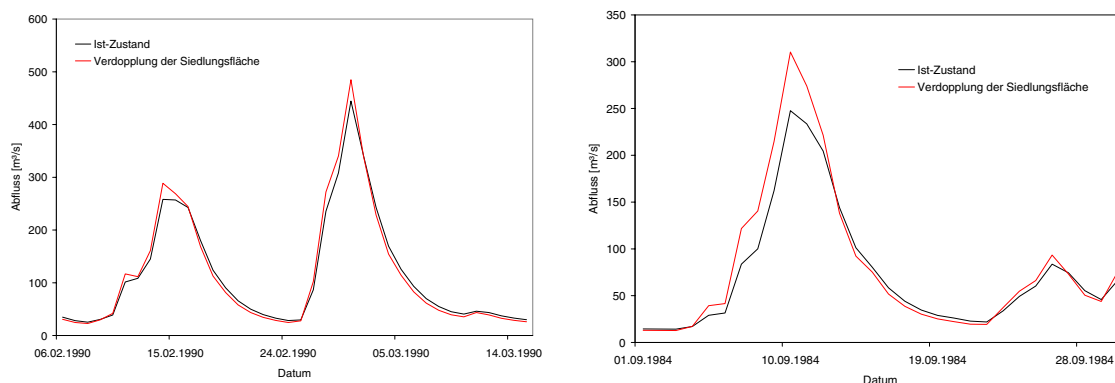 600
500
400
300
200
100
0
Abfluss [m³/s]
Ist-Zustand
Verdopplung der Siedlungsfläche
06.02.1990 15.02.1990 24.02.1990 05.03.1990 14.03.1990
Datum
350
300
250
200
150
100
50
0
Abfluss [m³/s]
Ist-Zustand
Verdopplung der Siedlungsfläche
01.09.1984 10.09.1984 19.09.1984 28.09.1984
Datum